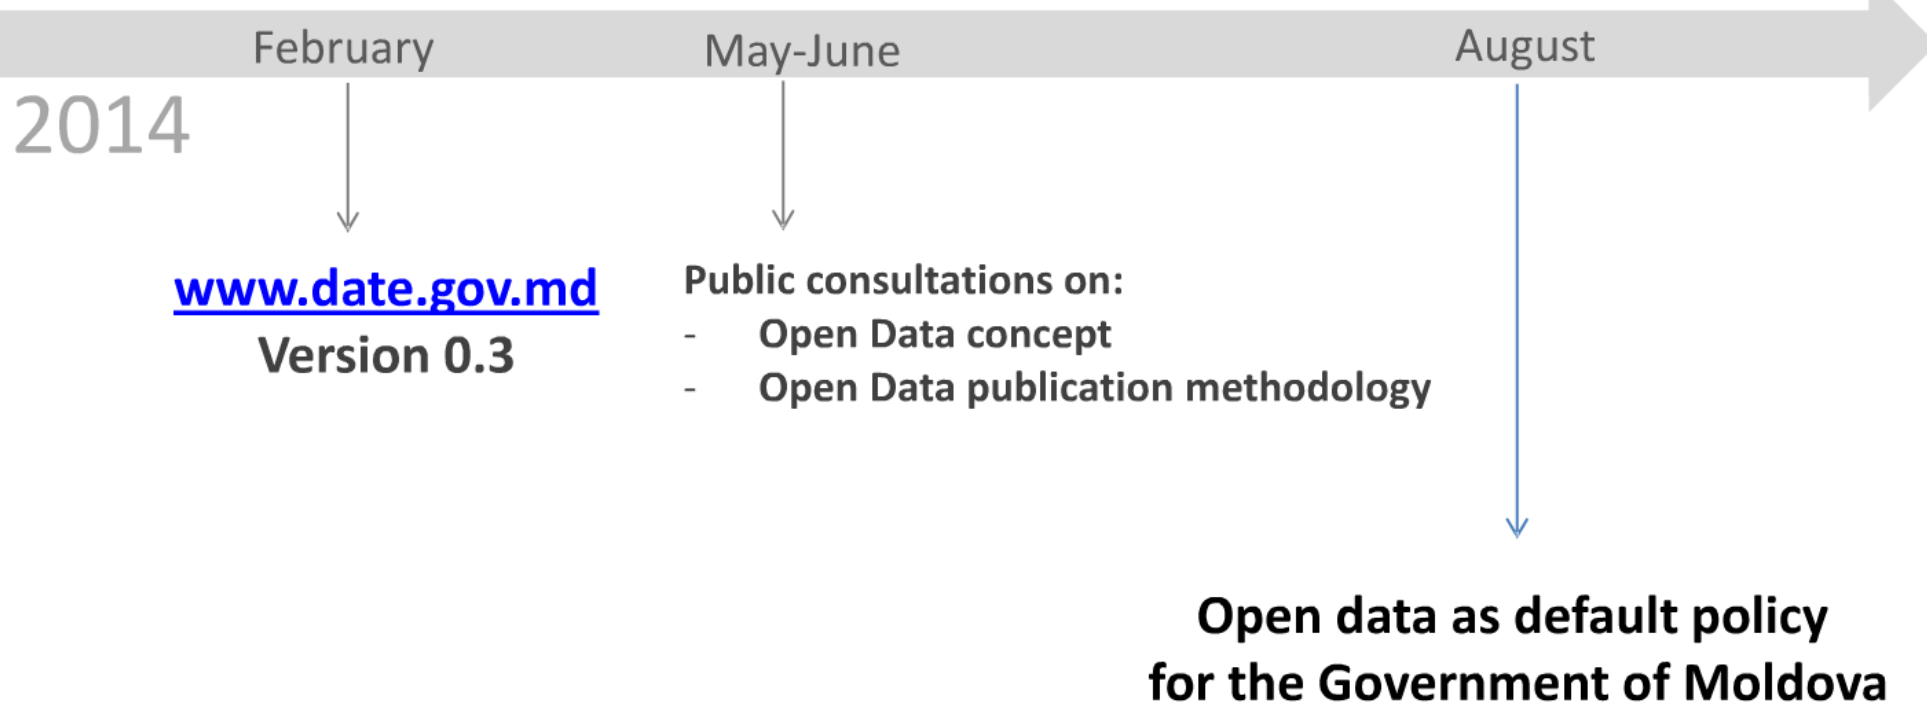 February
May-June
August
2014
www.date.gov.md
Version 0.3
Public consultations on:
- Open Data concept
- Open Data publication methodology
Open data as default policy
for the Government of Moldova